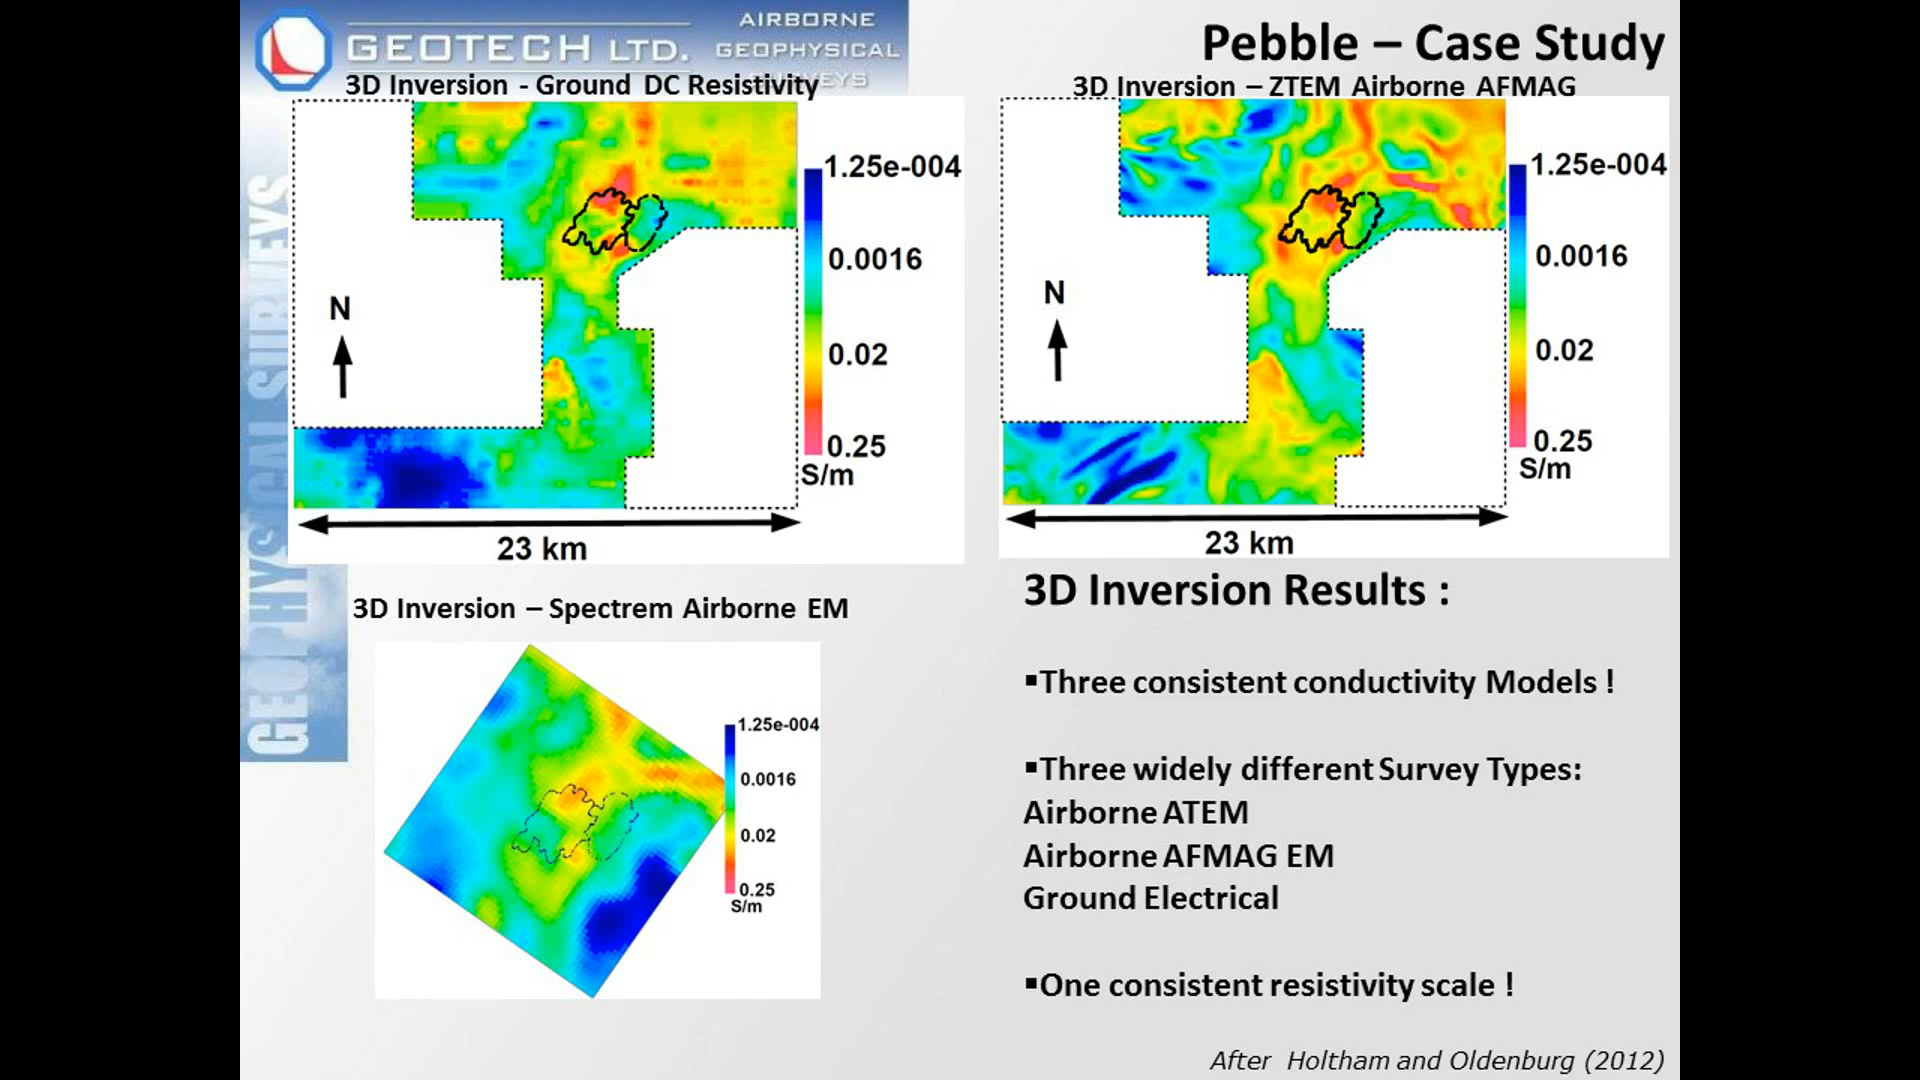 GEOTECH LTD.
AIRBORNE
GEOPHYSICAL
SURVEYS
Pebble – Case Study
3D Inversion - Ground DC Resistivity
1.25e-004
0.0016
0.02
0.25
S/m
N
23 km
3D Inversion – ZTEM Airborne AFMAG
1.25e-004
0.0016
0.02
0.25
S/m
N
23 km
GEOPHYSICAL SURVEYS
3D Inversion – Spectrem Airborne EM
1.25e-004
0.0016
0.02
0.25
S/m
3D Inversion Results :
▪Three consistent conductivity Models !
▪Three widely different Survey Types:
Airborne ATEM
Airborne AFMAG EM
Ground Electrical
▪One consistent resistivity scale !
After Holtham and Oldenburg (2012)